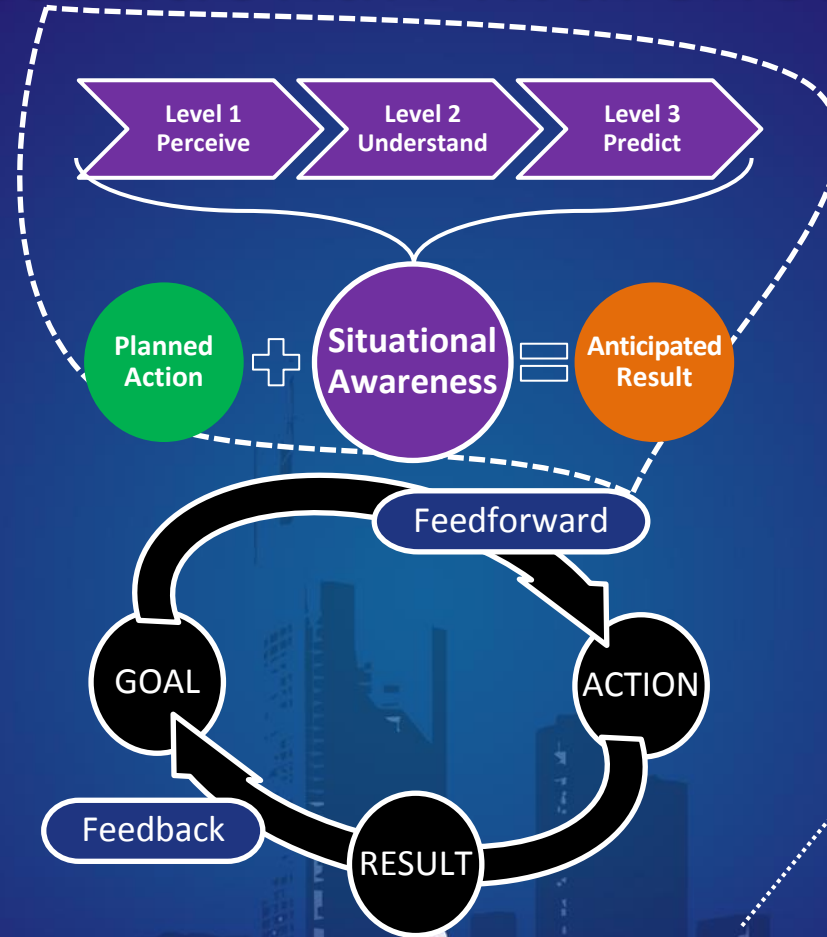 Level 1
Perceive
Level 2
Understand
Level 3
Predict
Planned
Action
Situational
Awareness
Anticipated
Result
Feedforward
GOAL
ACTION
Feedback
RESULT